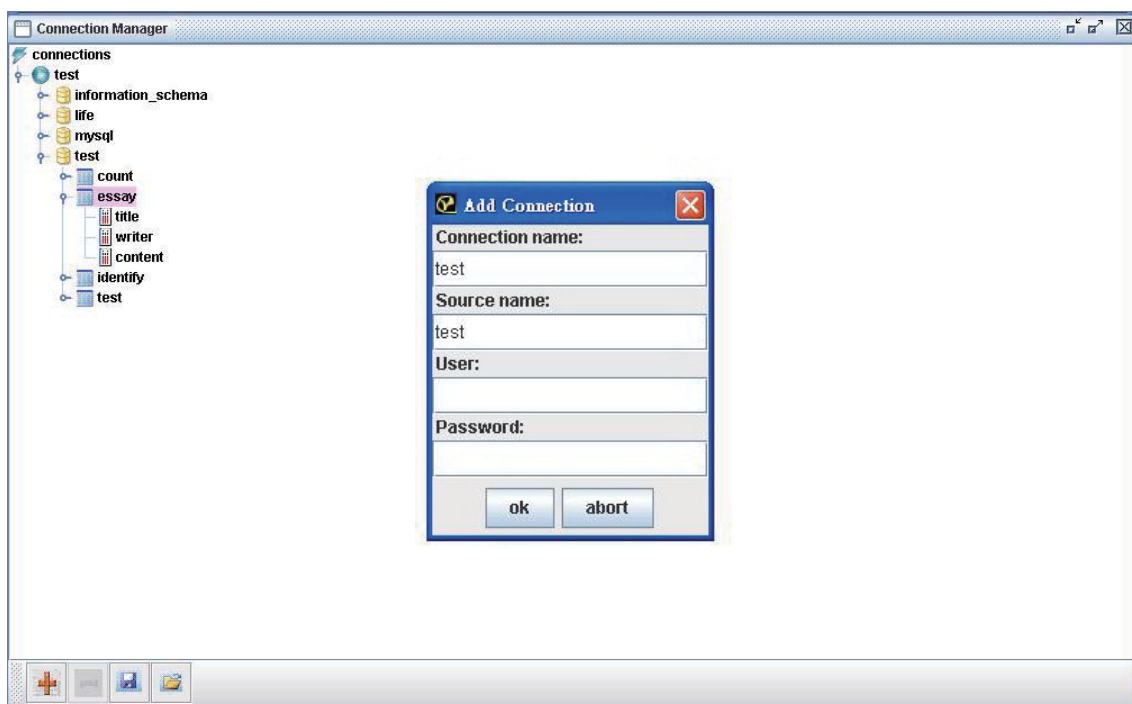 Connection Manager
connections
test
information_schema
life
mysql
test
count
essay
title
writer
content
identify
test
Add Connection
Connection name:
test
Source name:
test
User:
Password:
ok
abort